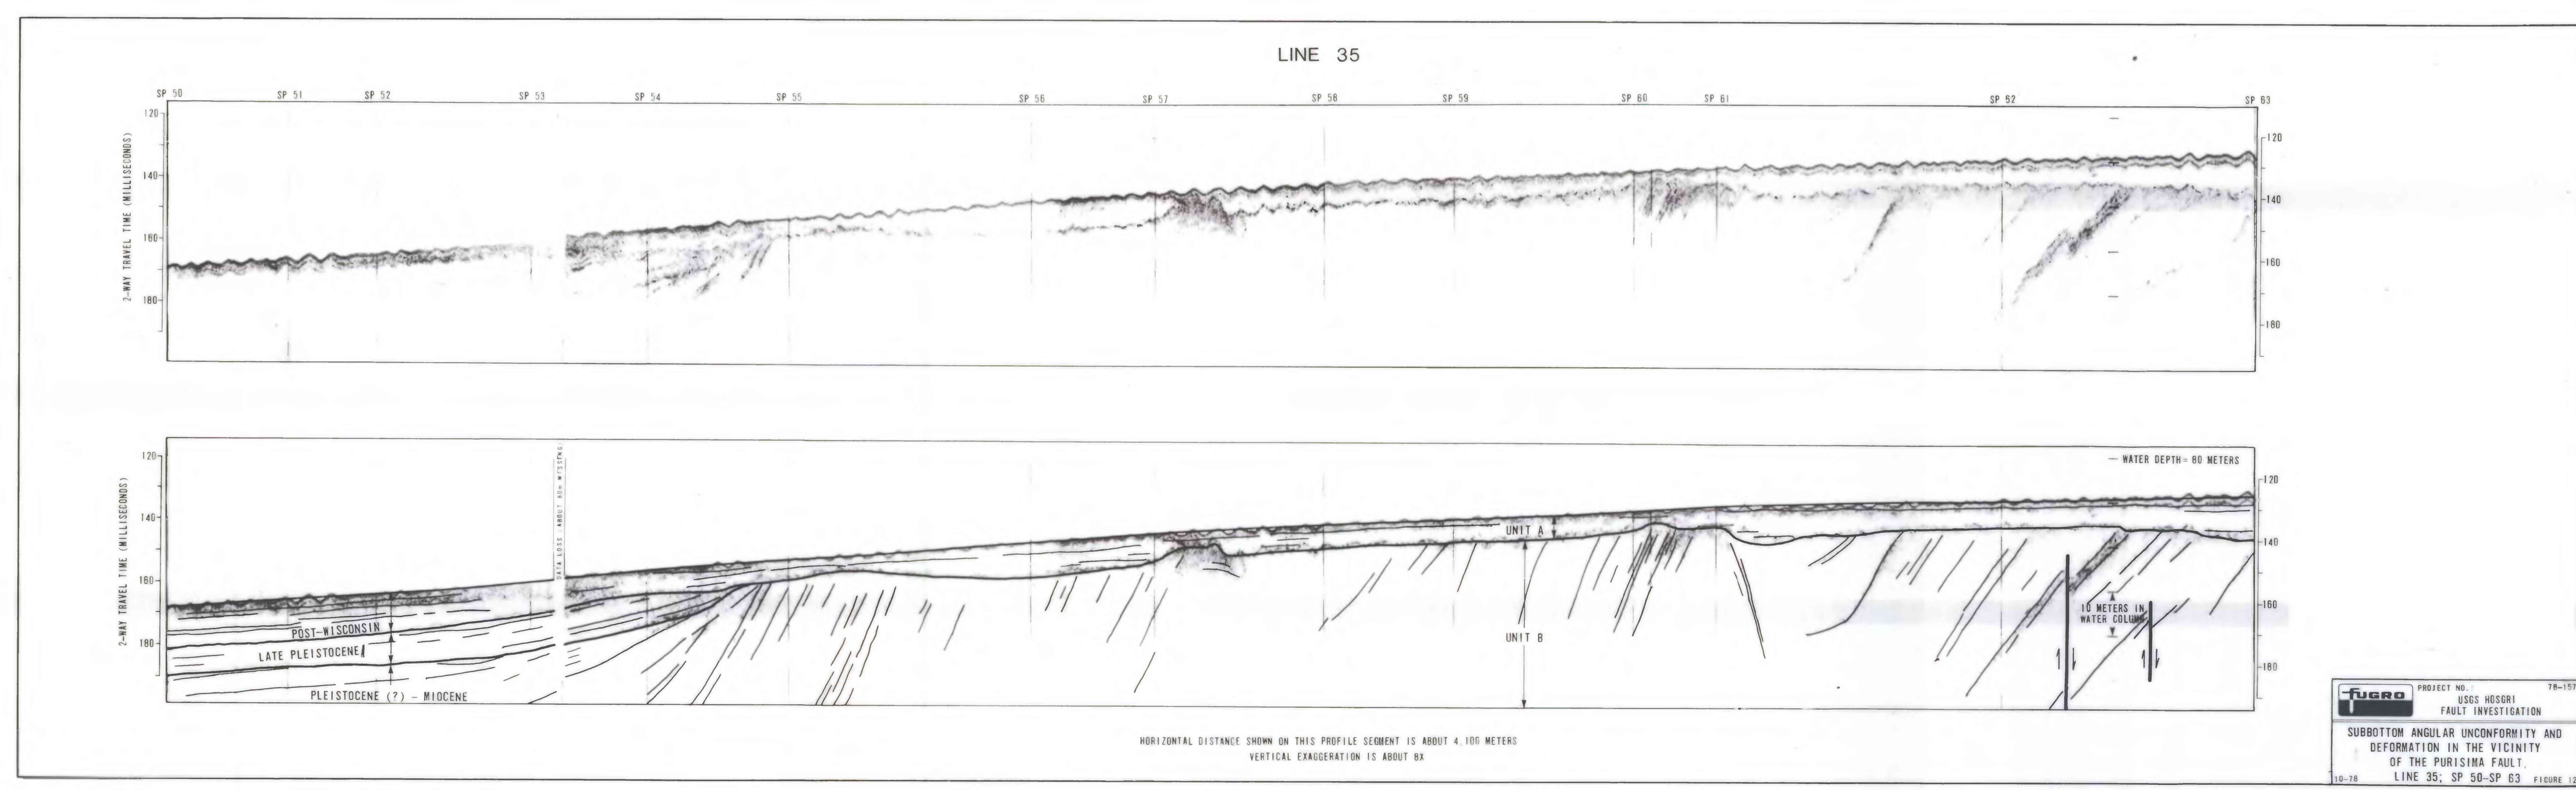 LINE 35
SP 50 SP 51 SP 52 SP 53 SP 54 SP 55 SP 56 SP 57 SP 58 SP 59 SP 60 SP 61 SP 62 SP 63
2-WAY TRAVEL TIME (MILLISECONDS)
120
140
160
180
120
140
160
180
2-WAY TRAVEL TIME (MILLISECONDS)
120
140
160
180
DATA LOSS ABOUT 80m MISSING
POST-WISCONSIN
LATE PLEISTOCENE
PLEISTOCENE (?) - MIOCENE
UNIT A
UNIT B
— WATER DEPTH = 80 METERS
10 METERS IN
WATER COLUMN
120
140
160
180
HORIZONTAL DISTANCE SHOWN ON THIS PROFILE SEGMENT IS ABOUT 4,100 METERS
VERTICAL EXAGGERATION IS ABOUT 8X
fugro
PROJECT NO. 78-157
USGS HOSGRI
FAULT INVESTIGATION
SUBBOTTOM ANGULAR UNCONFORMITY AND
DEFORMATION IN THE VICINITY
OF THE PURISIMA FAULT,
LINE 35; SP 50-SP 63
10-78 FIGURE 12